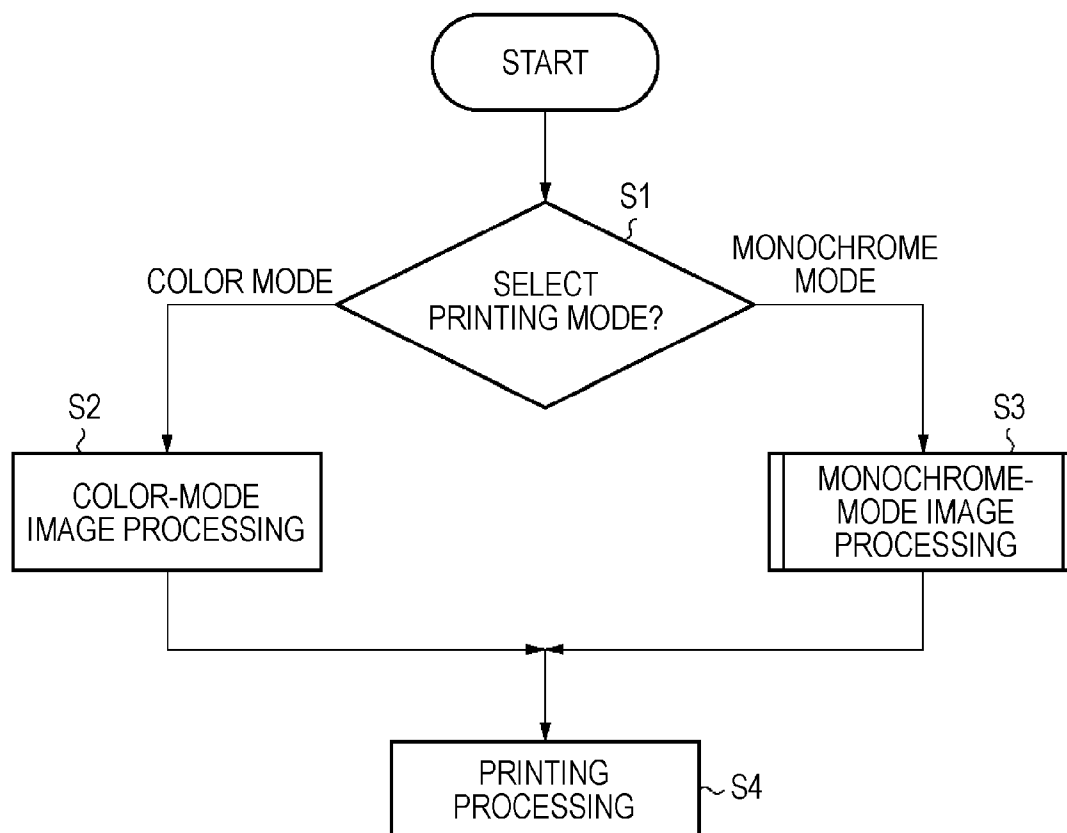 START
S1
SELECT
PRINTING MODE?
COLOR MODE
MONOCHROME
MODE
S2
COLOR-MODE
IMAGE PROCESSING
S3
MONOCHROME-
MODE IMAGE
PROCESSING
PRINTING
PROCESSING
S4